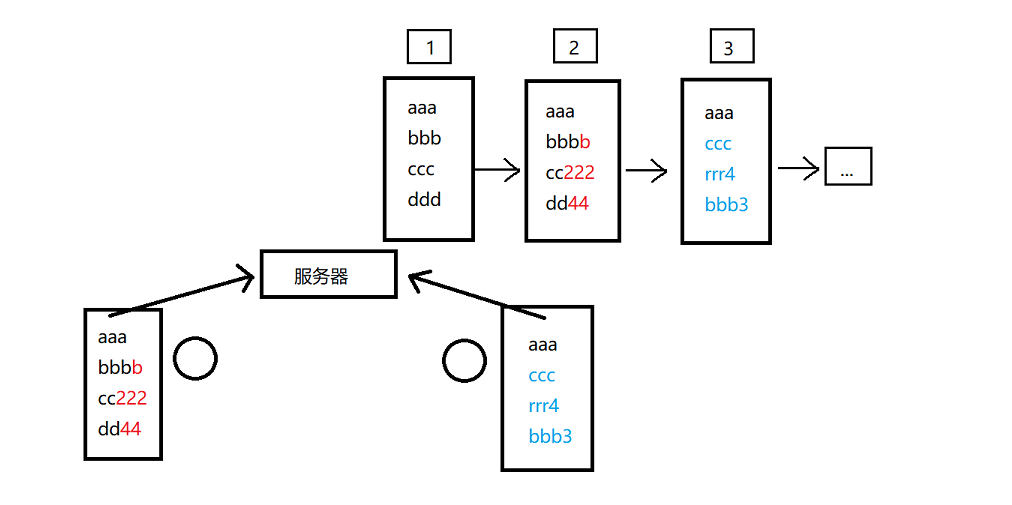 1
2
3
aaa
bbb
ccc
ddd
aaa
bbbb
cc222
dd44
aaa
ccc
rrr4
bbb3
...
服务器
aaa
bbbb
cc222
dd44
aaa
ccc
rrr4
bbb3